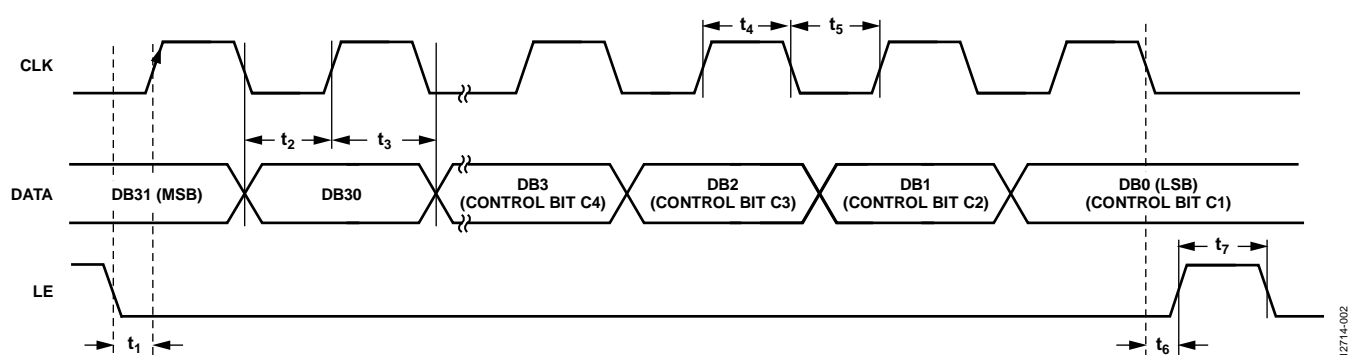 t4
t5
CLK
t2
t3
DATA
DB31 (MSB)
DB30
DB3
(CONTROL BIT C4)
DB2
(CONTROL BIT C3)
DB1
(CONTROL BIT C2)
DB0 (LSB)
(CONTROL BIT C1)
t7
LE
t1
t6
12714-002